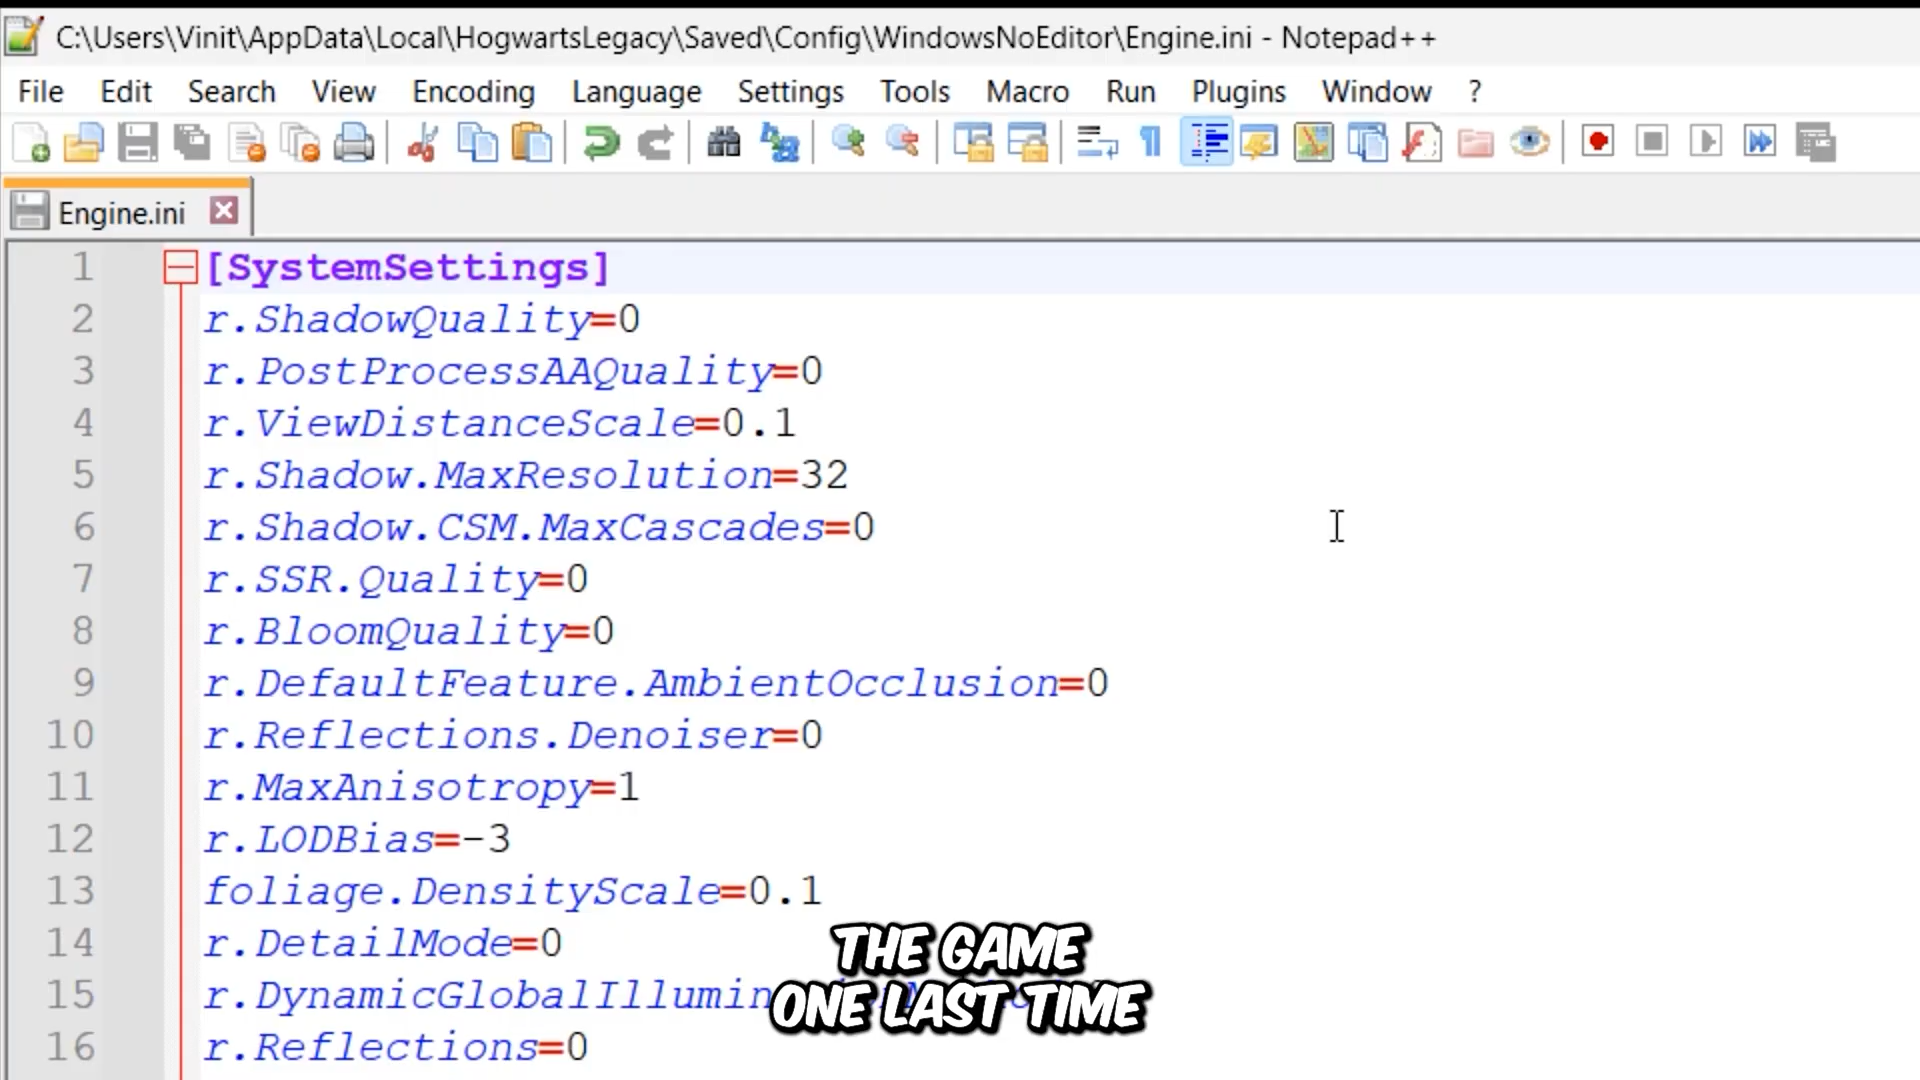 C:\Users\Vinit\AppData\Local\HogwartsLegacy\Saved\Config\WindowsNoEditor\Engine.ini - Notepad++
File Edit Search View Encoding Language Settings Tools Macro Run Plugins Window ?
Engine.ini
1 [SystemSettings]
2 r.ShadowQuality=0
3 r.PostProcessAAQuality=0
4 r.ViewDistanceScale=0.1
5 r.Shadow.MaxResolution=32
6 r.Shadow.CSM.MaxCascades=0
7 r.SSR.Quality=0
8 r.BloomQuality=0
9 r.DefaultFeature.AmbientOcclusion=0
10 r.Reflections.Denoiser=0
11 r.MaxAnisotropy=1
12 r.LODBias=-3
13 foliage.DensityScale=0.1
14 r.DetailMode=0
15 r.DynamicGlobalIllumin
16 r.Reflections=0
THE GAME
ONE LAST TIME